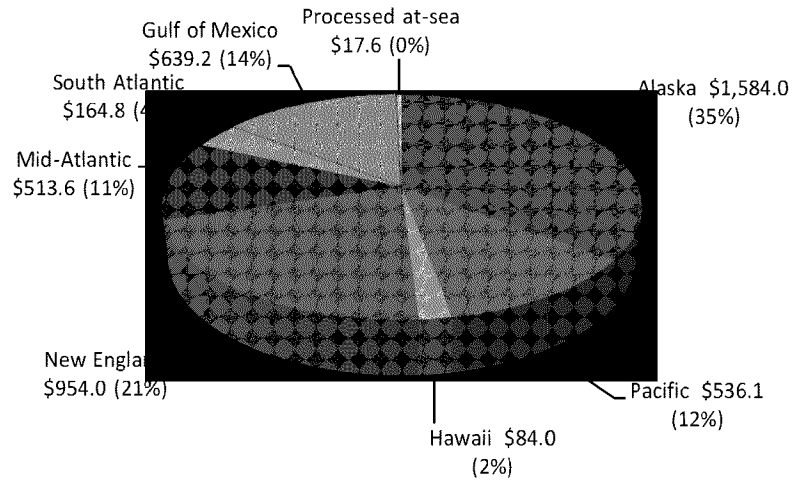 Processed at-sea
$17.6 (0%)
Gulf of Mexico
$639.2 (14%)
South Atlantic
$164.8
Alaska $1,584.0
(35%)
Mid-Atlantic
$513.6 (11%)
New
$954.0 (21%)
Pacific $536.1
(12%)
Hawaii $84.0
(2%)